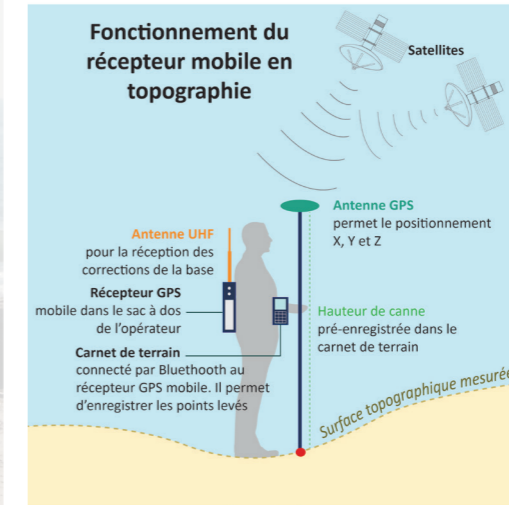 Fonctionnement du
récepteur mobile en
topographie
Satellites
Antenne GPS
permet le positionnement
X, Y et Z
Antenne UHF
pour la réception des
corrections de la base
Récepteur GPS
mobile dans le sac à dos
de l'opérateur
Hauteur de canne
pré-enregistrée dans le
carnet de terrain
Carnet de terrain
connecté par Bluethooth au
récepteur GPS mobile. Il permet
d'enregistrer les points levés
Surface topographique mesurée